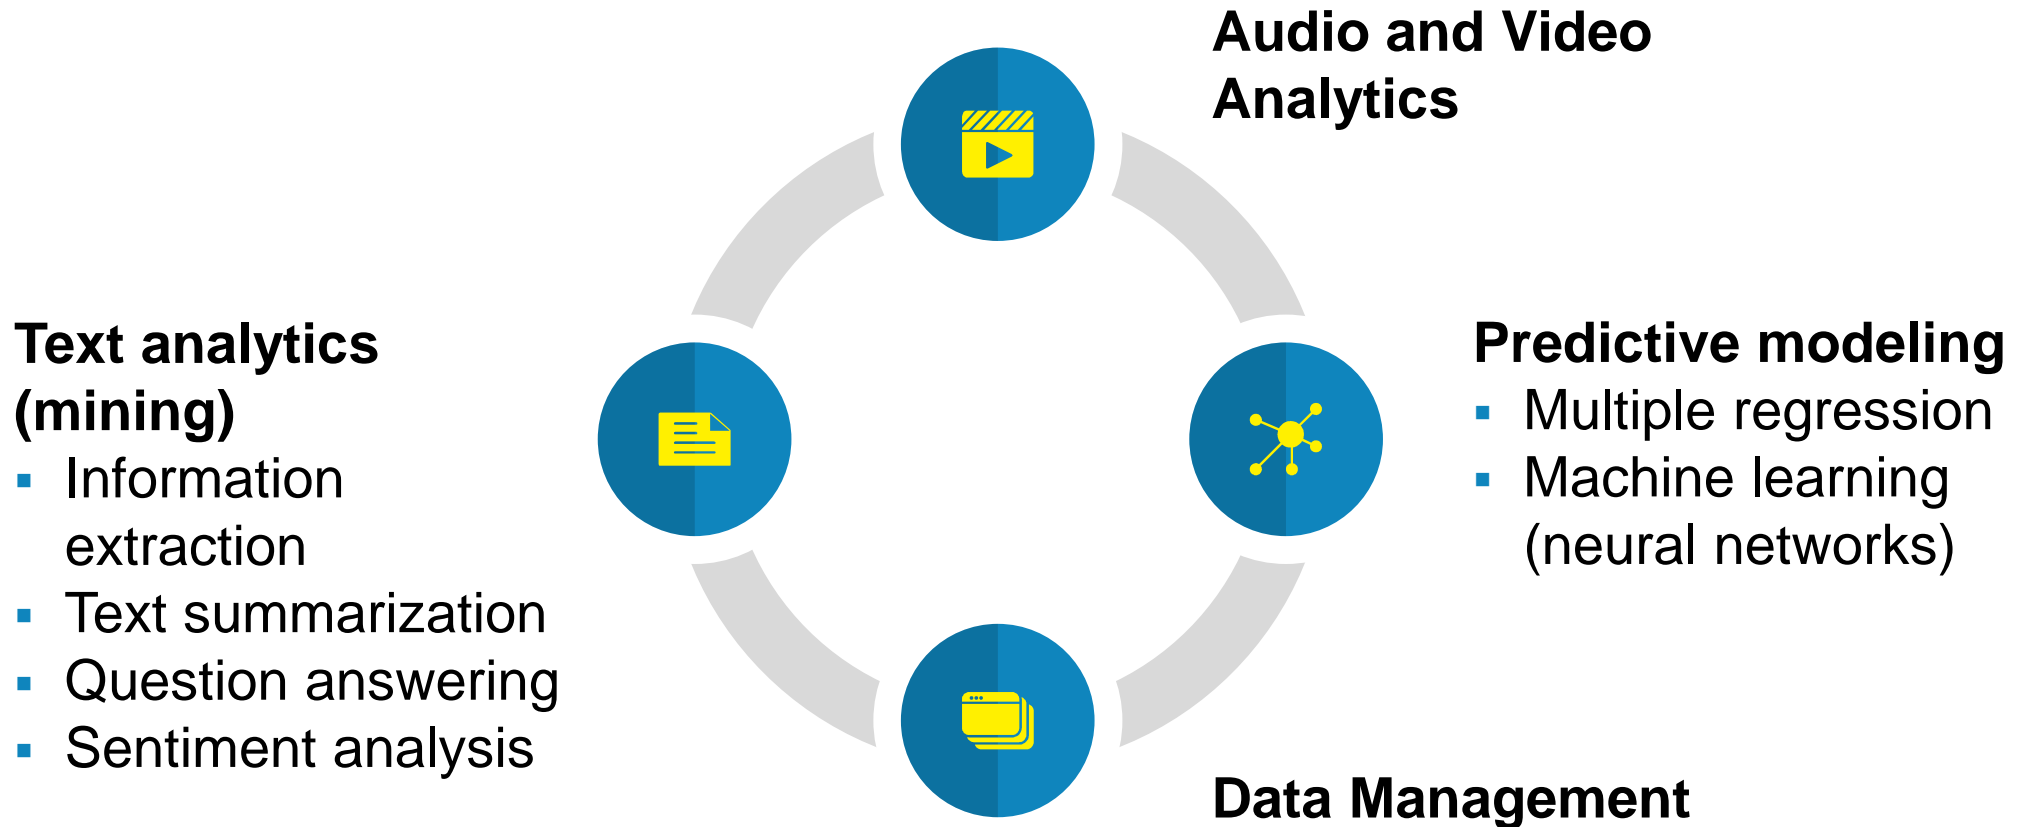 Audio and Video
Analytics
Text analytics
(mining)
▪ Information
extraction
▪ Text summarization
▪ Question answering
▪ Sentiment analysis
Predictive modeling
▪ Multiple regression
▪ Machine learning
(neural networks)
Data Management